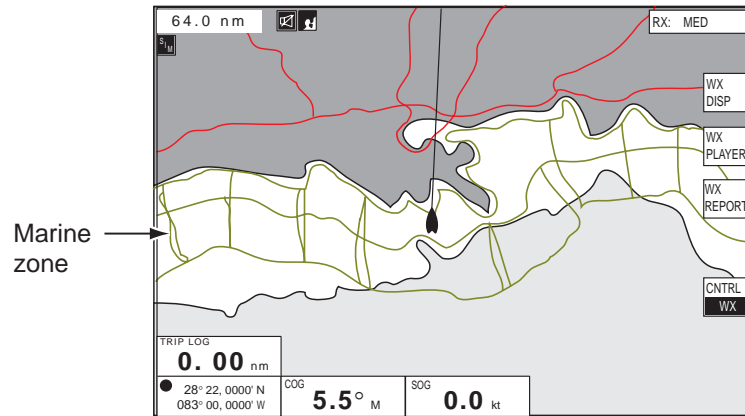 64.0 nm
RX: MED
SIM
WX
DISP
WX
PLAYER
WX
REPORT
Marine
zone
CNTRL
WX
TRIP LOG
0. 00 nm
28° 22, 0000' N
083° 00, 0000' W
COG
5.5° M
SOG
0.0 kt